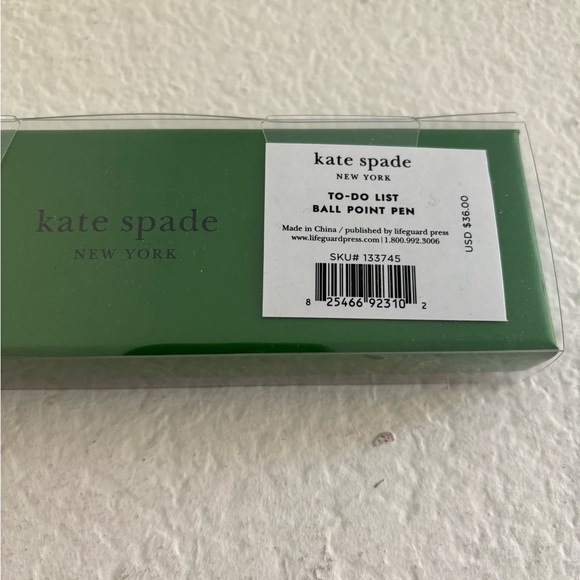 kate spade
NEW YORK
kate spade
NEW YORK
TO-DO LIST
BALL POINT PEN
Made in China / published by lifeguard press
www.lifeguardpress.com | 1.800.992.3006
SKU# 133745
8 25466 92310 2
USD $36.00